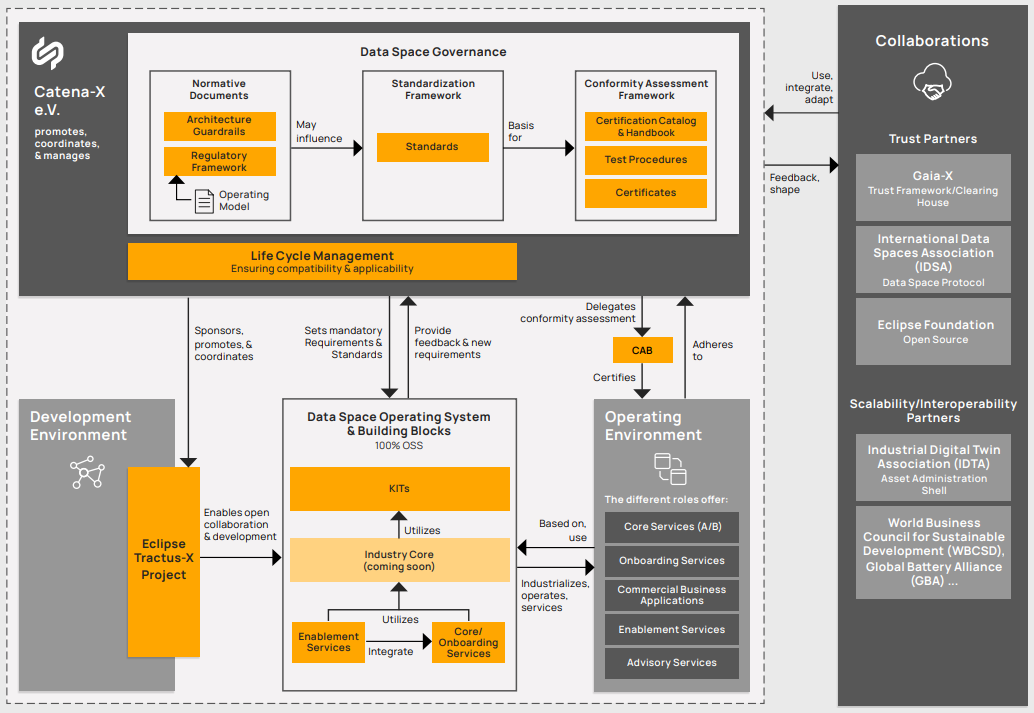 Catena-X
e.V.
promotes,
coordinates,
& manages
Data Space Governance
Normative
Documents
Architecture
Guardrails
Regulatory
Framework
Operating
Model
May
influence
Standardization
Framework
Standards
Basis
for
Conformity Assessment
Framework
Certification Catalog
& Handbook
Test Procedures
Certificates
Life Cycle Management
Ensuring compatibility & applicability
Use,
integrate,
adapt
Feedback,
shape
Sponsors,
promotes, &
coordinates
Sets mandatory
Requirements &
Standards
Provide
feedback & new
requirements
Delegates
conformity assessment
CAB
Certifies
Adheres
to
Development
Environment
Eclipse
Tractus-X
Project
Enables open
collaboration
& development
Data Space Operating System
& Building Blocks
100% OSS
KITs
Utilizes
Industry Core
(coming soon)
Utilizes
Enablement
Services
Integrate
Core/
Onboarding
Services
Based on,
use
Industrializes,
operates,
services
Operating
Environment
The different roles offer:
Core Services (A/B)
Onboarding Services
Commercial Business
Applications
Enablement Services
Advisory Services
Collaborations
Trust Partners
Gaia-X
Trust Framework/Clearing
House
International Data
Spaces Association
(IDSA)
Data Space Protocol
Eclipse Foundation
Open Source
Scalability/Interoperability
Partners
Industrial Digital Twin
Association (IDTA)
Asset Administration
Shell
World Business
Council for Sustainable
Development (WBCSD),
Global Battery Alliance
(GBA) ...